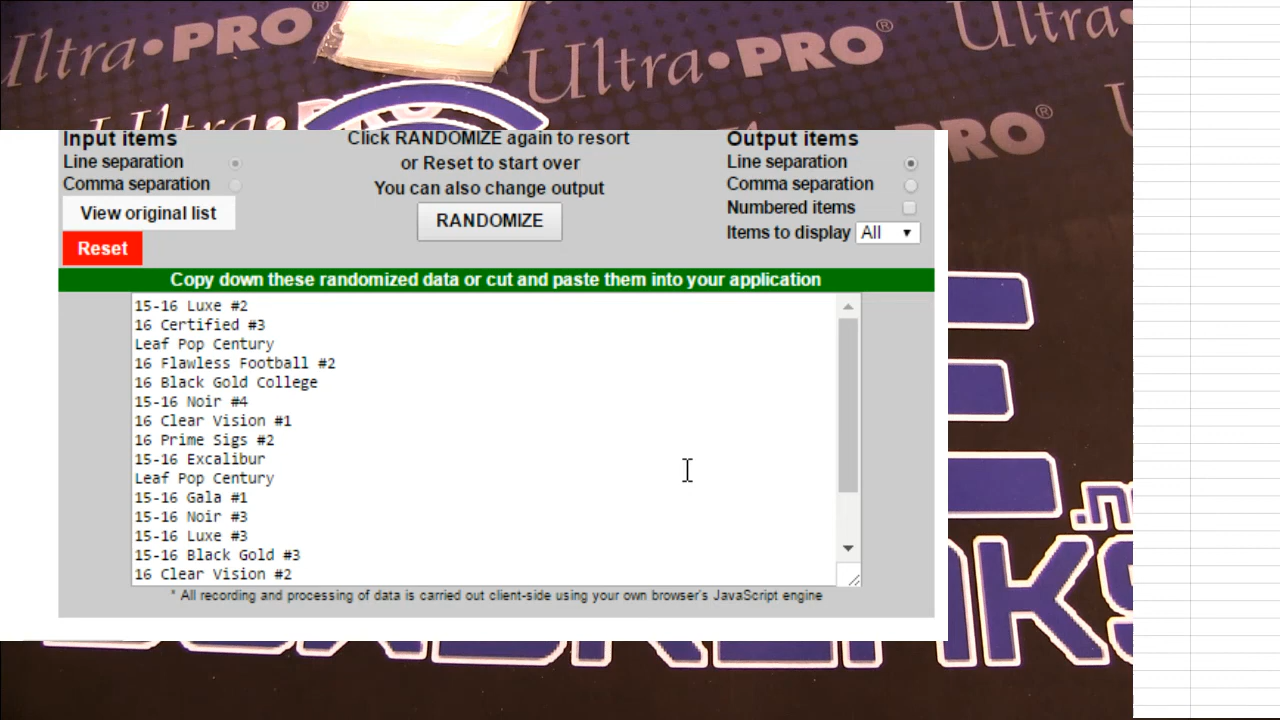 Ultra•PRO®
Ultra•PRO®
Ultra
PRO
Ultra
PRO®
Input items
Line separation
Comma separation
View original list
Reset
Click RANDOMIZE again to resort
or Reset to start over
You can also change output
RANDOMIZE
Output items
Line separation
Comma separation
Numbered items
Items to display All
Copy down these randomized data or cut and paste them into your application
15-16 Luxe #2
16 Certified #3
Leaf Pop Century
16 Flawless Football #2
16 Black Gold College
15-16 Noir #4
16 Clear Vision #1
16 Prime Sigs #2
15-16 Excalibur
Leaf Pop Century
15-16 Gala #1
15-16 Noir #3
15-16 Luxe #3
15-16 Black Gold #3
16 Clear Vision #2
* All recording and processing of data is carried out client-side using your own browser's JavaScript engine